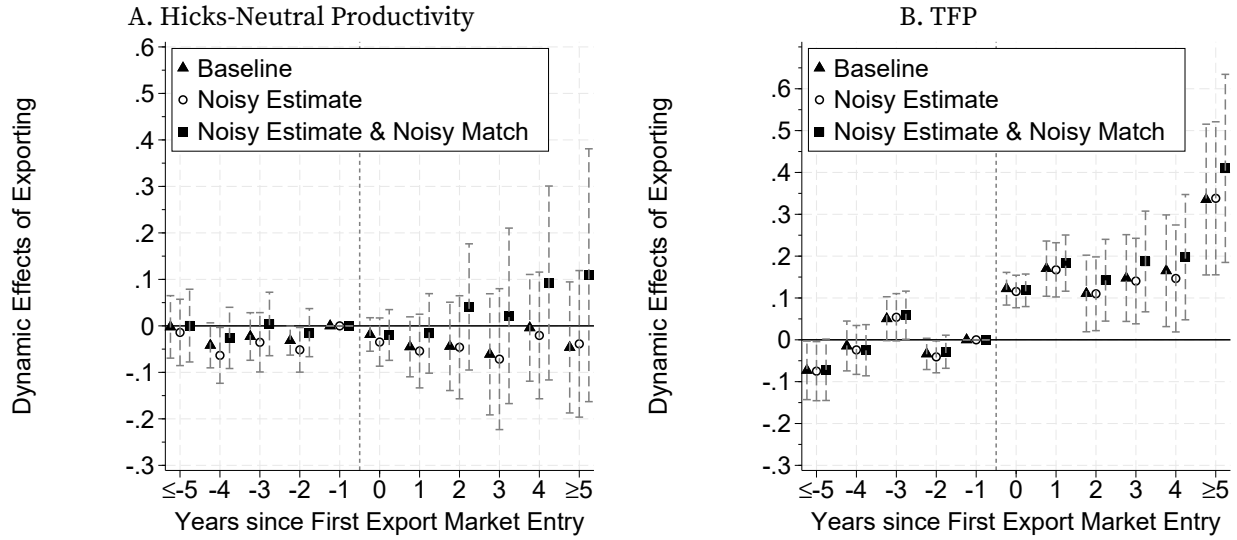 A. Hicks-Neutral Productivity
Dynamic Effects of Exporting
.6
.5
.4
.3
.2
.1
0
-.1
-.2
-.3
Baseline
Noisy Estimate
Noisy Estimate & Noisy Match
≤-5 -4 -3 -2 -1 0 1 2 3 4 ≥5
Years since First Export Market Entry
B. TFP
Dynamic Effects of Exporting
.6
.5
.4
.3
.2
.1
0
-.1
-.2
-.3
Baseline
Noisy Estimate
Noisy Estimate & Noisy Match
≤-5 -4 -3 -2 -1 0 1 2 3 4 ≥5
Years since First Export Market Entry